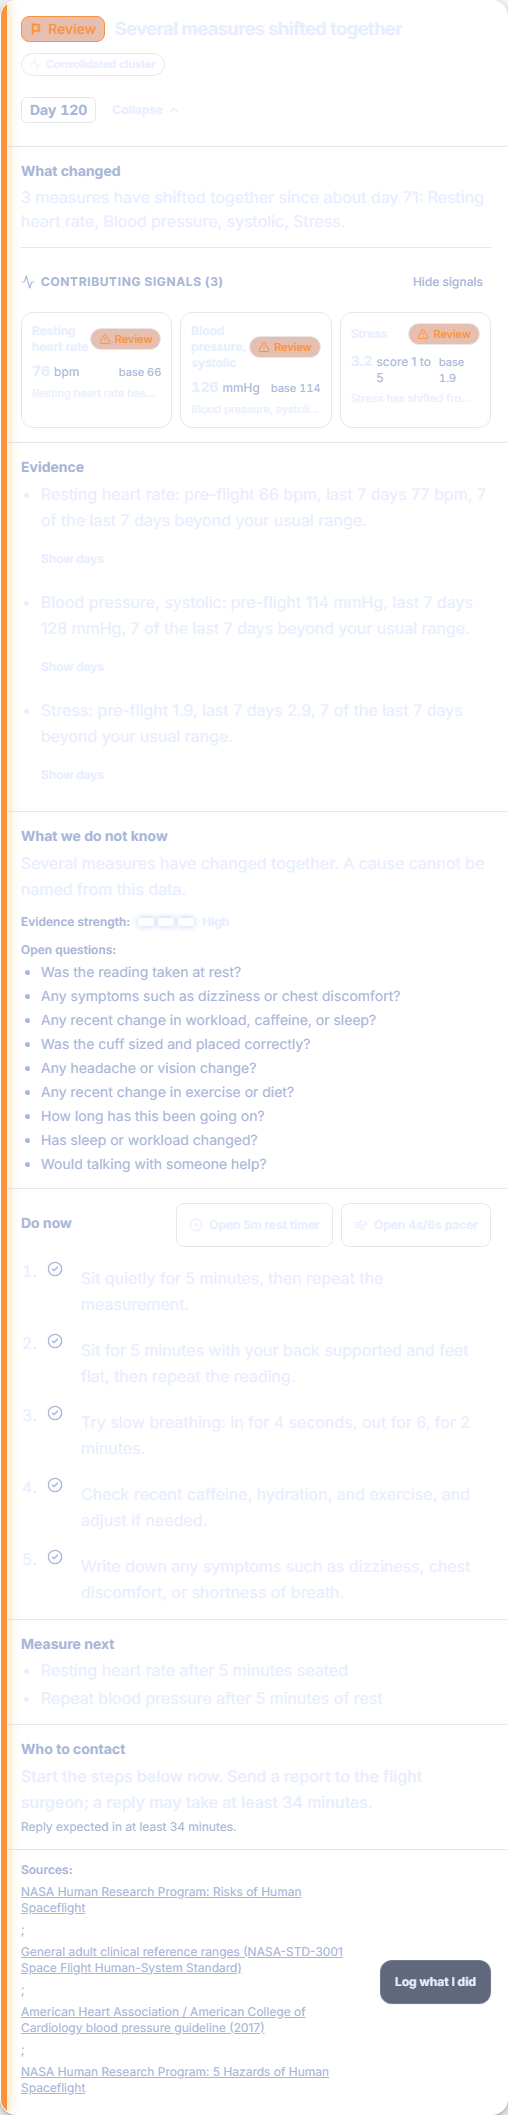 Review Several measures shifted together
Consolidated cluster
Day 120 Collapse
What changed
3 measures have shifted together since about day 71: Resting
heart rate, Blood pressure, systolic, Stress.
CONTRIBUTING SIGNALS (3) Hide signals
Resting
heart rate
Review
76 bpm base 66
Resting heart rate has...
Blood
pressure,
systolic
Review
126 mmHg base 114
Blood pressure, systoli...
Stress Review
3.2 score 1 to
5
base
1.9
Stress has shifted fro...
Evidence
• Resting heart rate: pre-flight 66 bpm, last 7 days 77 bpm, 7
of the last 7 days beyond your usual range.
Show days
• Blood pressure, systolic: pre-flight 114 mmHg, last 7 days
128 mmHg, 7 of the last 7 days beyond your usual range.
Show days
• Stress: pre-flight 1.9, last 7 days 2.9, 7 of the last 7 days
beyond your usual range.
Show days
What we do not know
Several measures have changed together. A cause cannot be
named from this data.
Evidence strength: High
Open questions:
• Was the reading taken at rest?
• Any symptoms such as dizziness or chest discomfort?
• Any recent change in workload, caffeine, or sleep?
• Was the cuff sized and placed correctly?
• Any headache or vision change?
• Any recent change in exercise or diet?
• How long has this been going on?
• Has sleep or workload changed?
• Would talking with someone help?
Do now Open 5m rest timer Open 4s/6s pacer
1. Sit quietly for 5 minutes, then repeat the
measurement.
2. Sit for 5 minutes with your back supported and feet
flat, then repeat the reading.
3. Try slow breathing: in for 4 seconds, out for 6, for 2
minutes.
4. Check recent caffeine, hydration, and exercise, and
adjust if needed.
5. Write down any symptoms such as dizziness, chest
discomfort, or shortness of breath.
Measure next
• Resting heart rate after 5 minutes seated
• Repeat blood pressure after 5 minutes of rest
Who to contact
Start the steps below now. Send a report to the flight
surgeon; a reply may take at least 34 minutes.
Reply expected in at least 34 minutes.
Sources:
NASA Human Research Program: Risks of Human
Spaceflight
;
General adult clinical reference ranges (NASA-STD-3001
Space Flight Human-System Standard)
;
American Heart Association / American College of
Cardiology blood pressure guideline (2017)
;
NASA Human Research Program: 5 Hazards of Human
Spaceflight
Log what I did